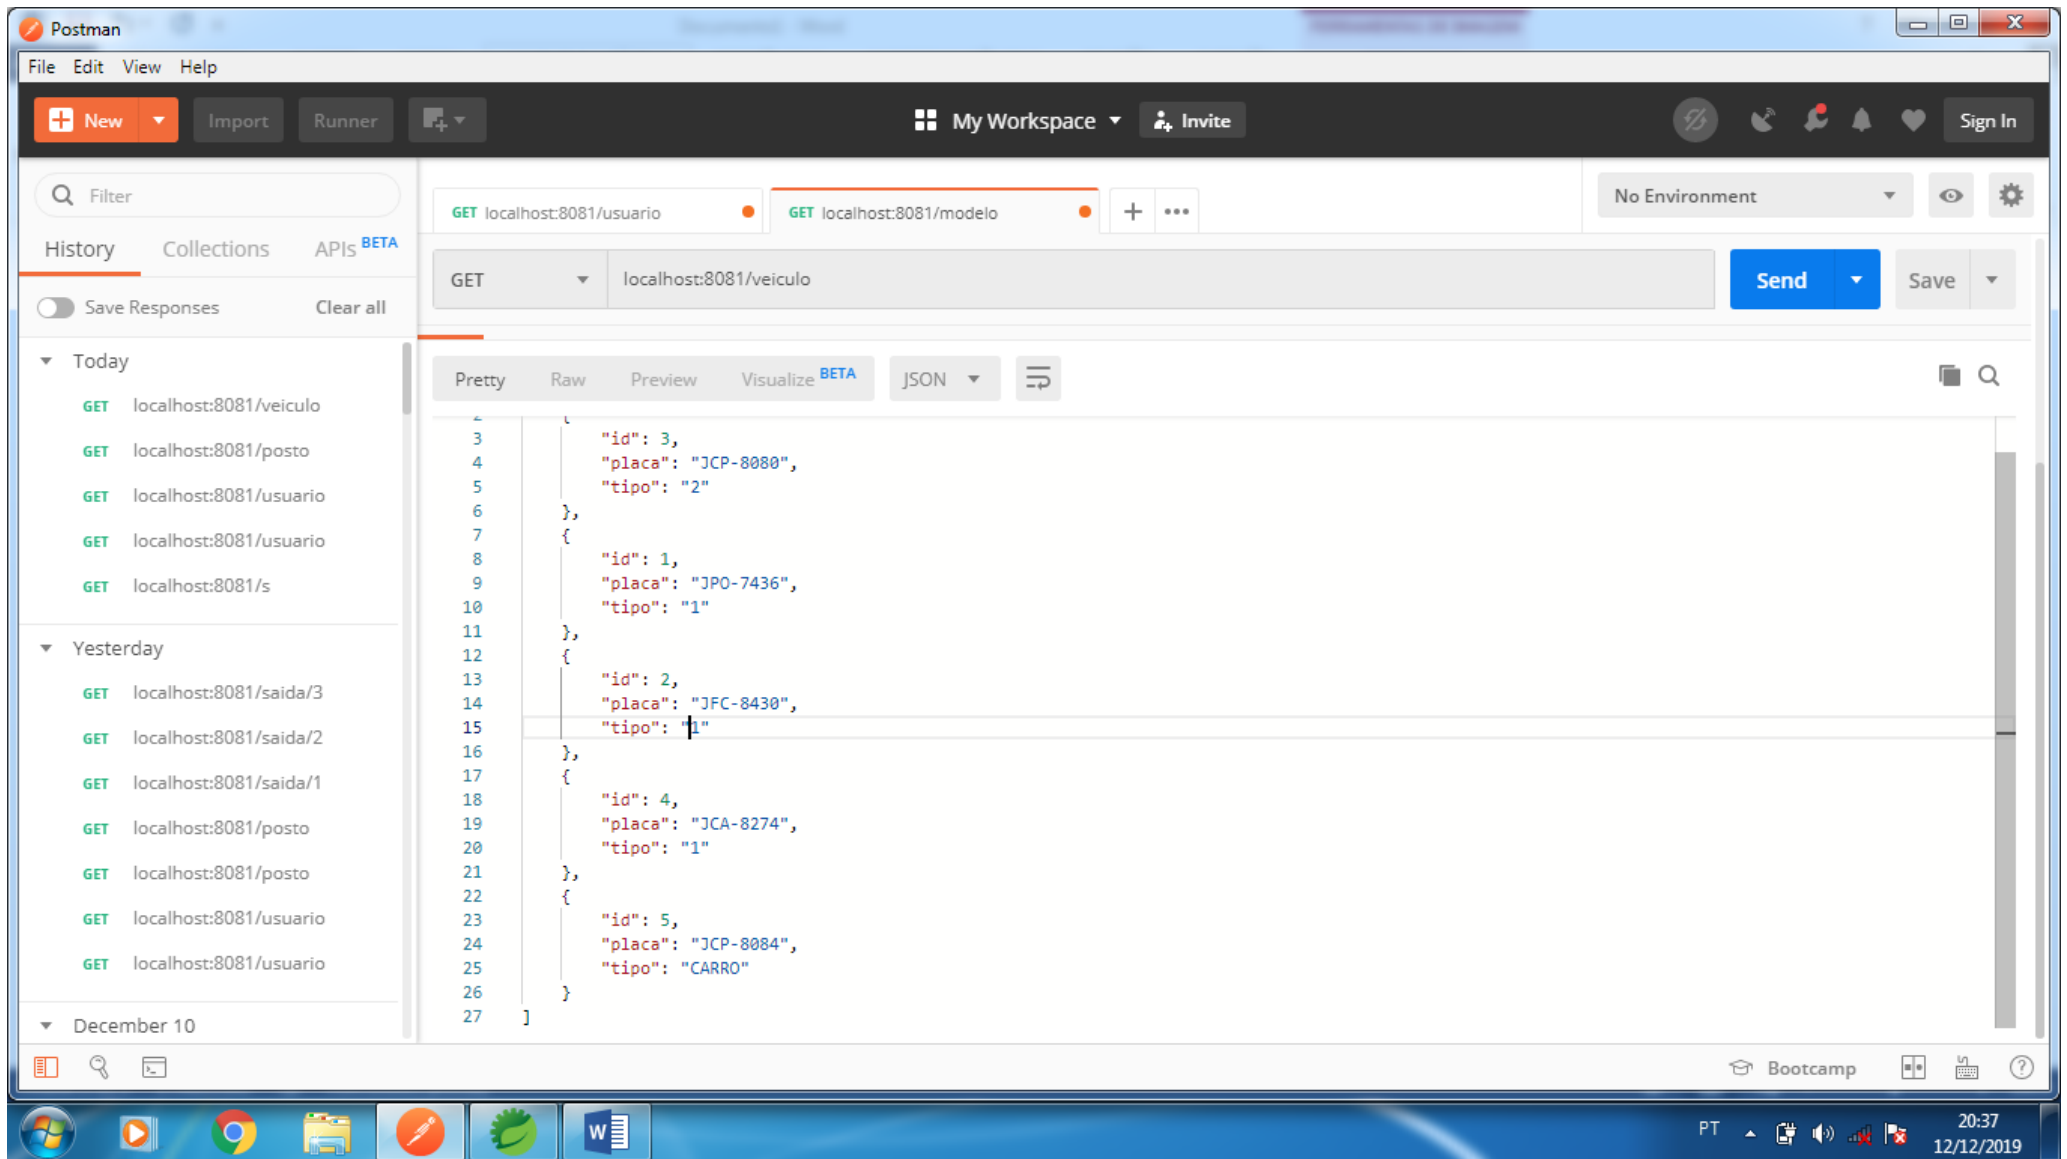 Postman
File Edit View Help
New Import Runner My Workspace Invite Sign In
Filter
History Collections APIs BETA
Save Responses Clear all
Today
GET localhost:8081/veiculo
GET localhost:8081/posto
GET localhost:8081/usuario
GET localhost:8081/usuario
GET localhost:8081/s
Yesterday
GET localhost:8081/saida/3
GET localhost:8081/saida/2
GET localhost:8081/saida/1
GET localhost:8081/posto
GET localhost:8081/posto
GET localhost:8081/usuario
GET localhost:8081/usuario
December 10
GET localhost:8081/usuario GET localhost:8081/modelo ••• No Environment
GET localhost:8081/veiculo Send Save
Pretty Raw Preview Visualize BETA JSON
2 {
3 "id": 3,
4 "placa": "JCP-8080",
5 "tipo": "2"
6 },
7 {
8 "id": 1,
9 "placa": "JPO-7436",
10 "tipo": "1"
11 },
12 {
13 "id": 2,
14 "placa": "JFC-8430",
15 "tipo": "1"
16 },
17 {
18 "id": 4,
19 "placa": "JCA-8274",
20 "tipo": "1"
21 },
22 {
23 "id": 5,
24 "placa": "JCP-8084",
25 "tipo": "CARRO"
26 }
27 ]
Bootcamp
PT 20:37
12/12/2019